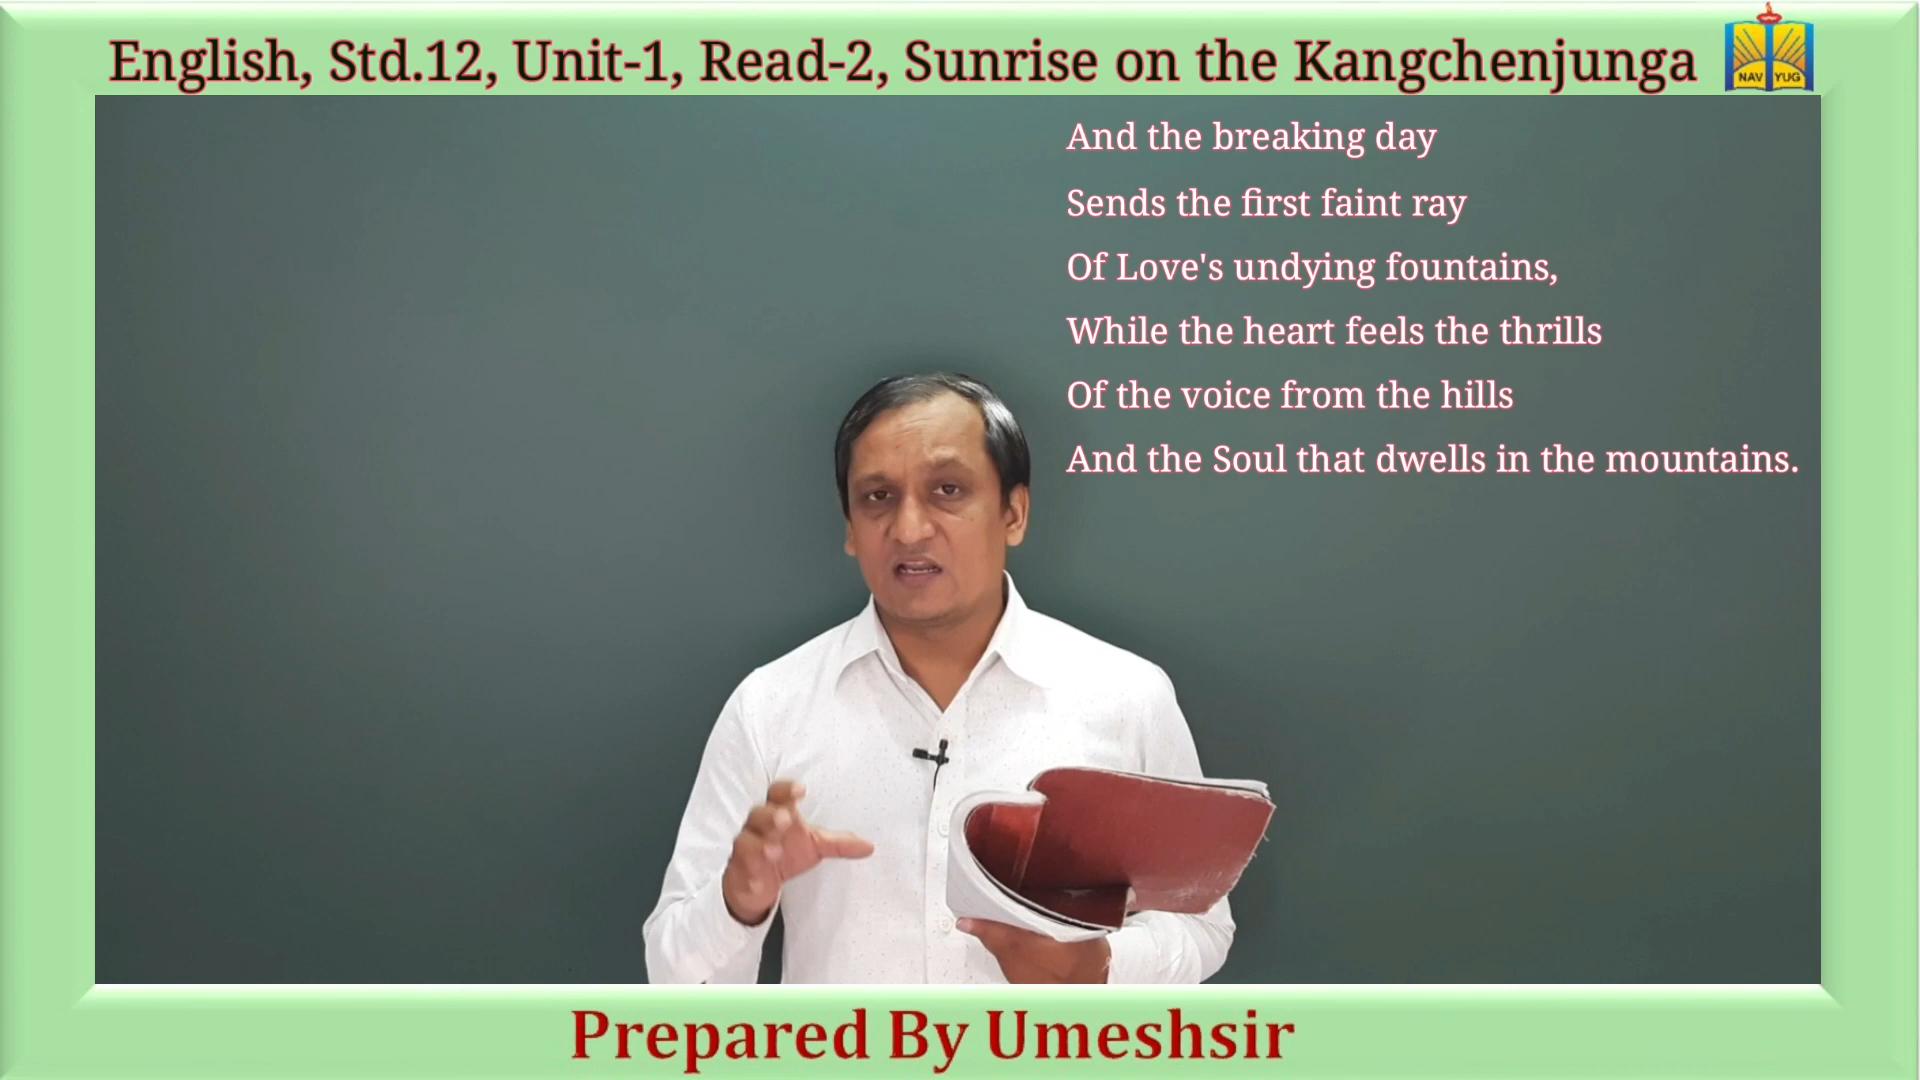 English, Std.12, Unit-1, Read-2, Sunrise on the Kangchenjunga
NAV YUG
And the breaking day
Sends the first faint ray
Of Love's undying fountains,
While the heart feels the thrills
Of the voice from the hills
And the Soul that dwells in the mountains.
Prepared By Umeshsir